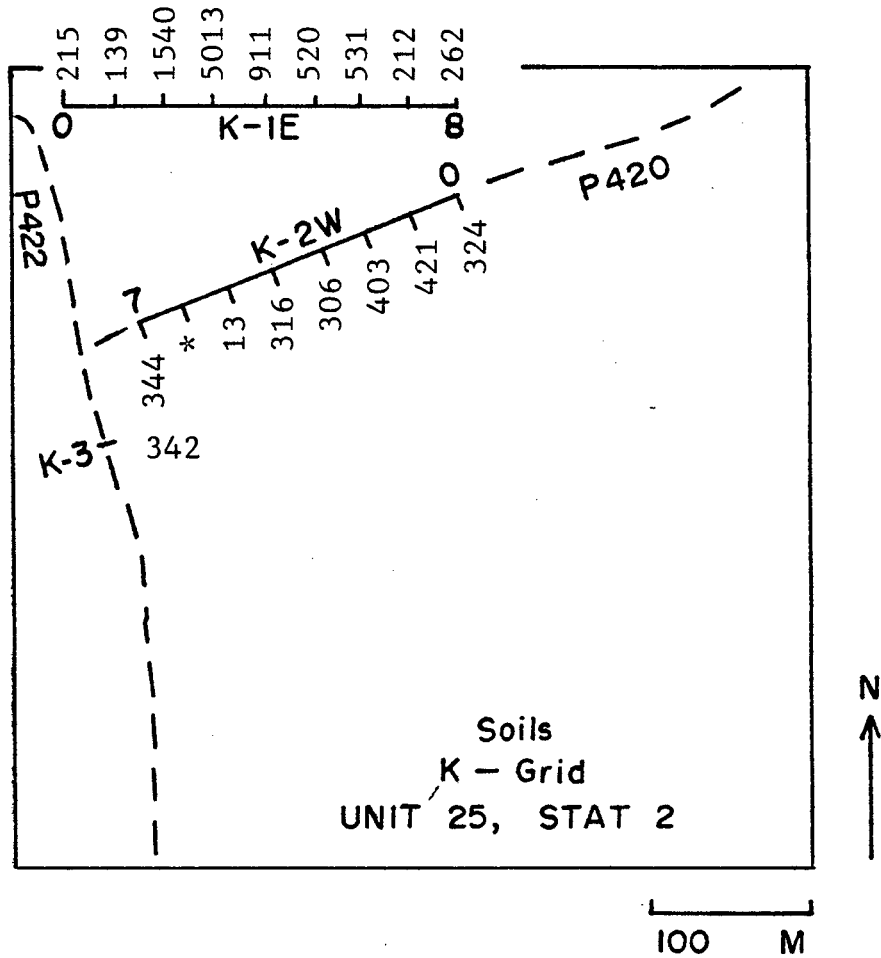 215 139 1540 5013 911 520 531 212 262
0 K-1E 8
0
P420
P422
K-2W
7
324
421
403
306
316
13
*
344
K-3 342
N
Soils
K - Grid
UNIT 25, STAT 2
100 M